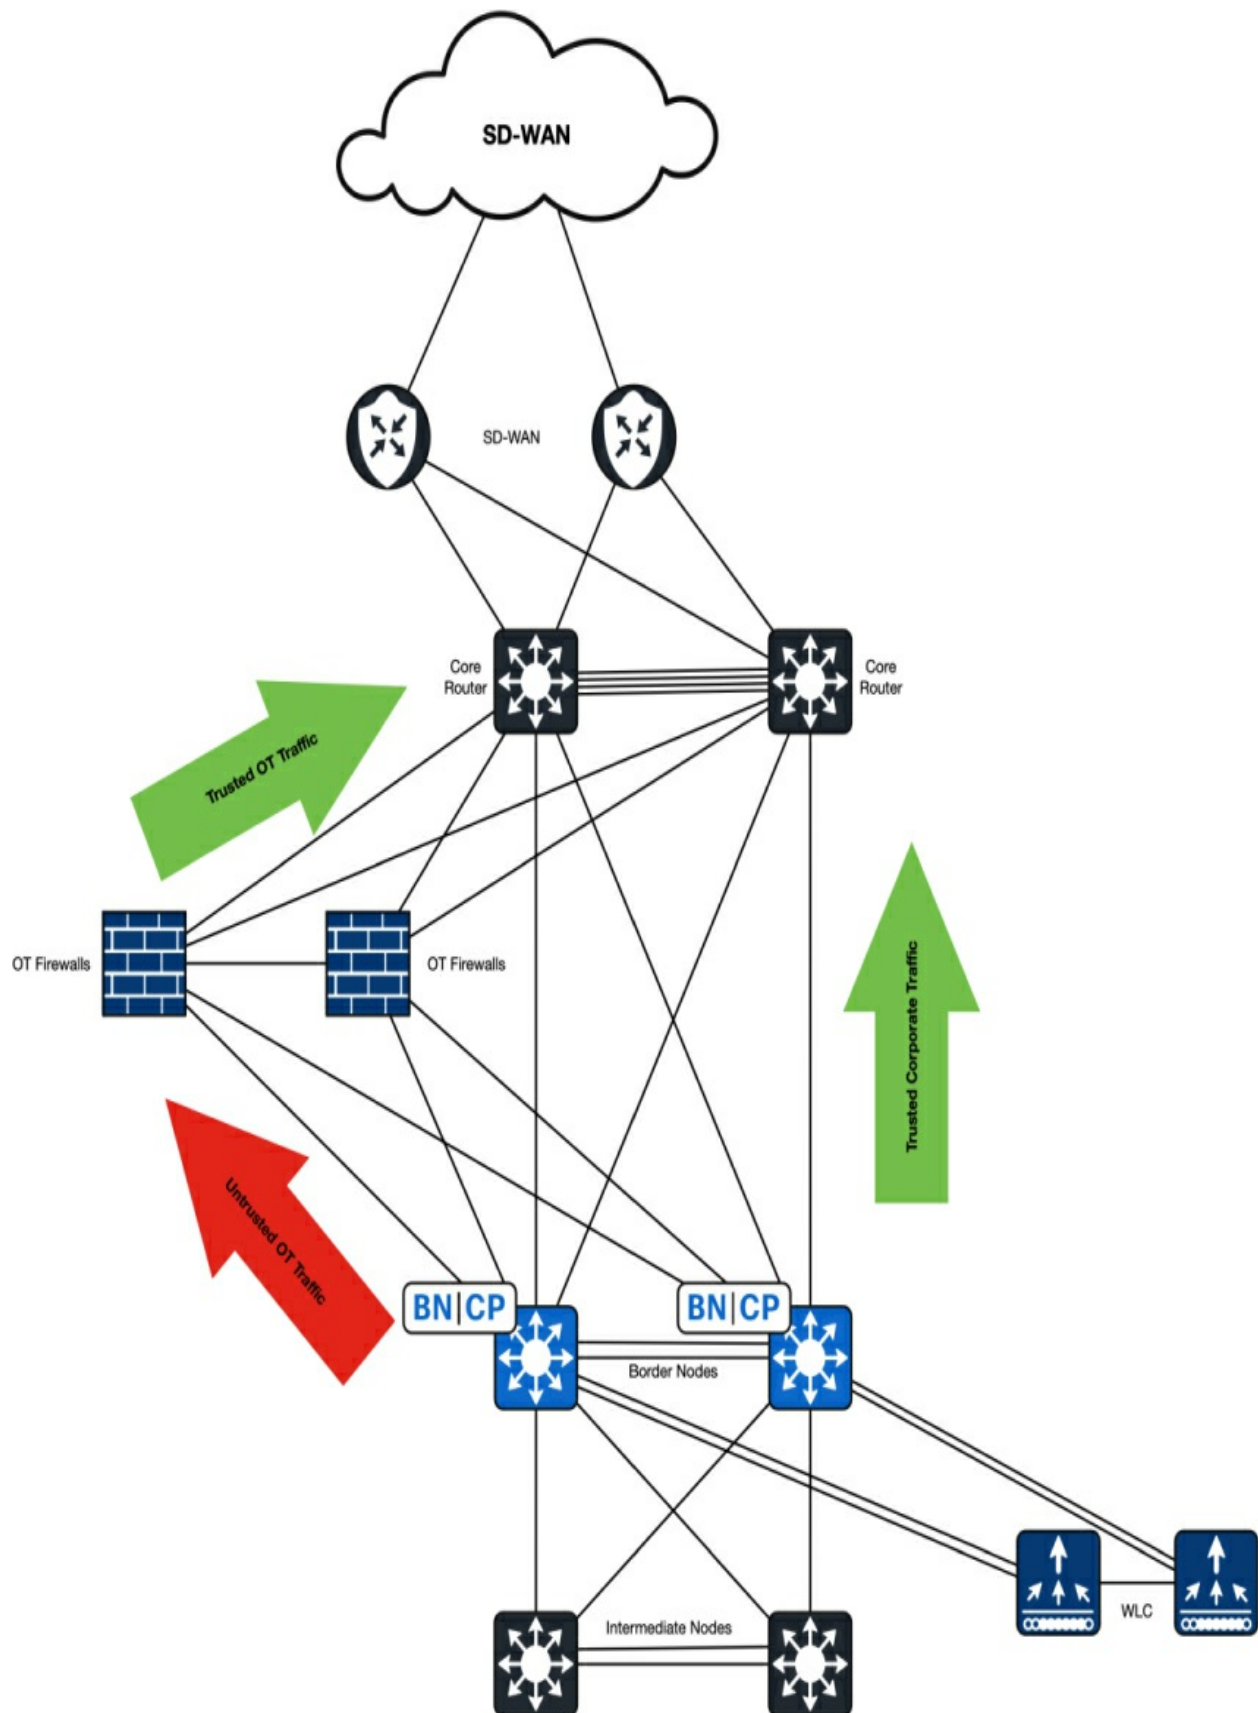 SD-WAN
SD-WAN
Core
Router
Core
Router
Trusted OT Traffic
OT Firewalls
OT Firewalls
Trusted Corporate Traffic
Untrusted OT Traffic
BN|CP
BN|CP
Border Nodes
WLC
Intermediate Nodes